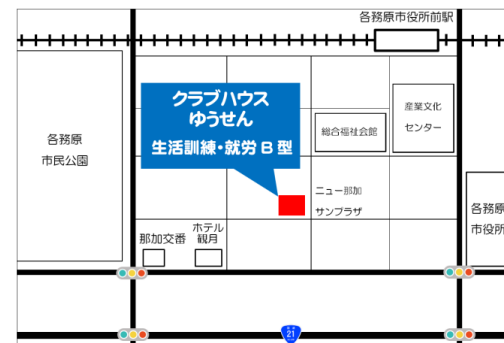 各務原市役所前駅
クラブハウス
ゆうせん
生活訓練・就労B型
産業文化
センター
総合福祉会館
各務原
市民公園
ニュー那加
サンプラザ
各務原
市役所
ホテル
観月
那加交番
21